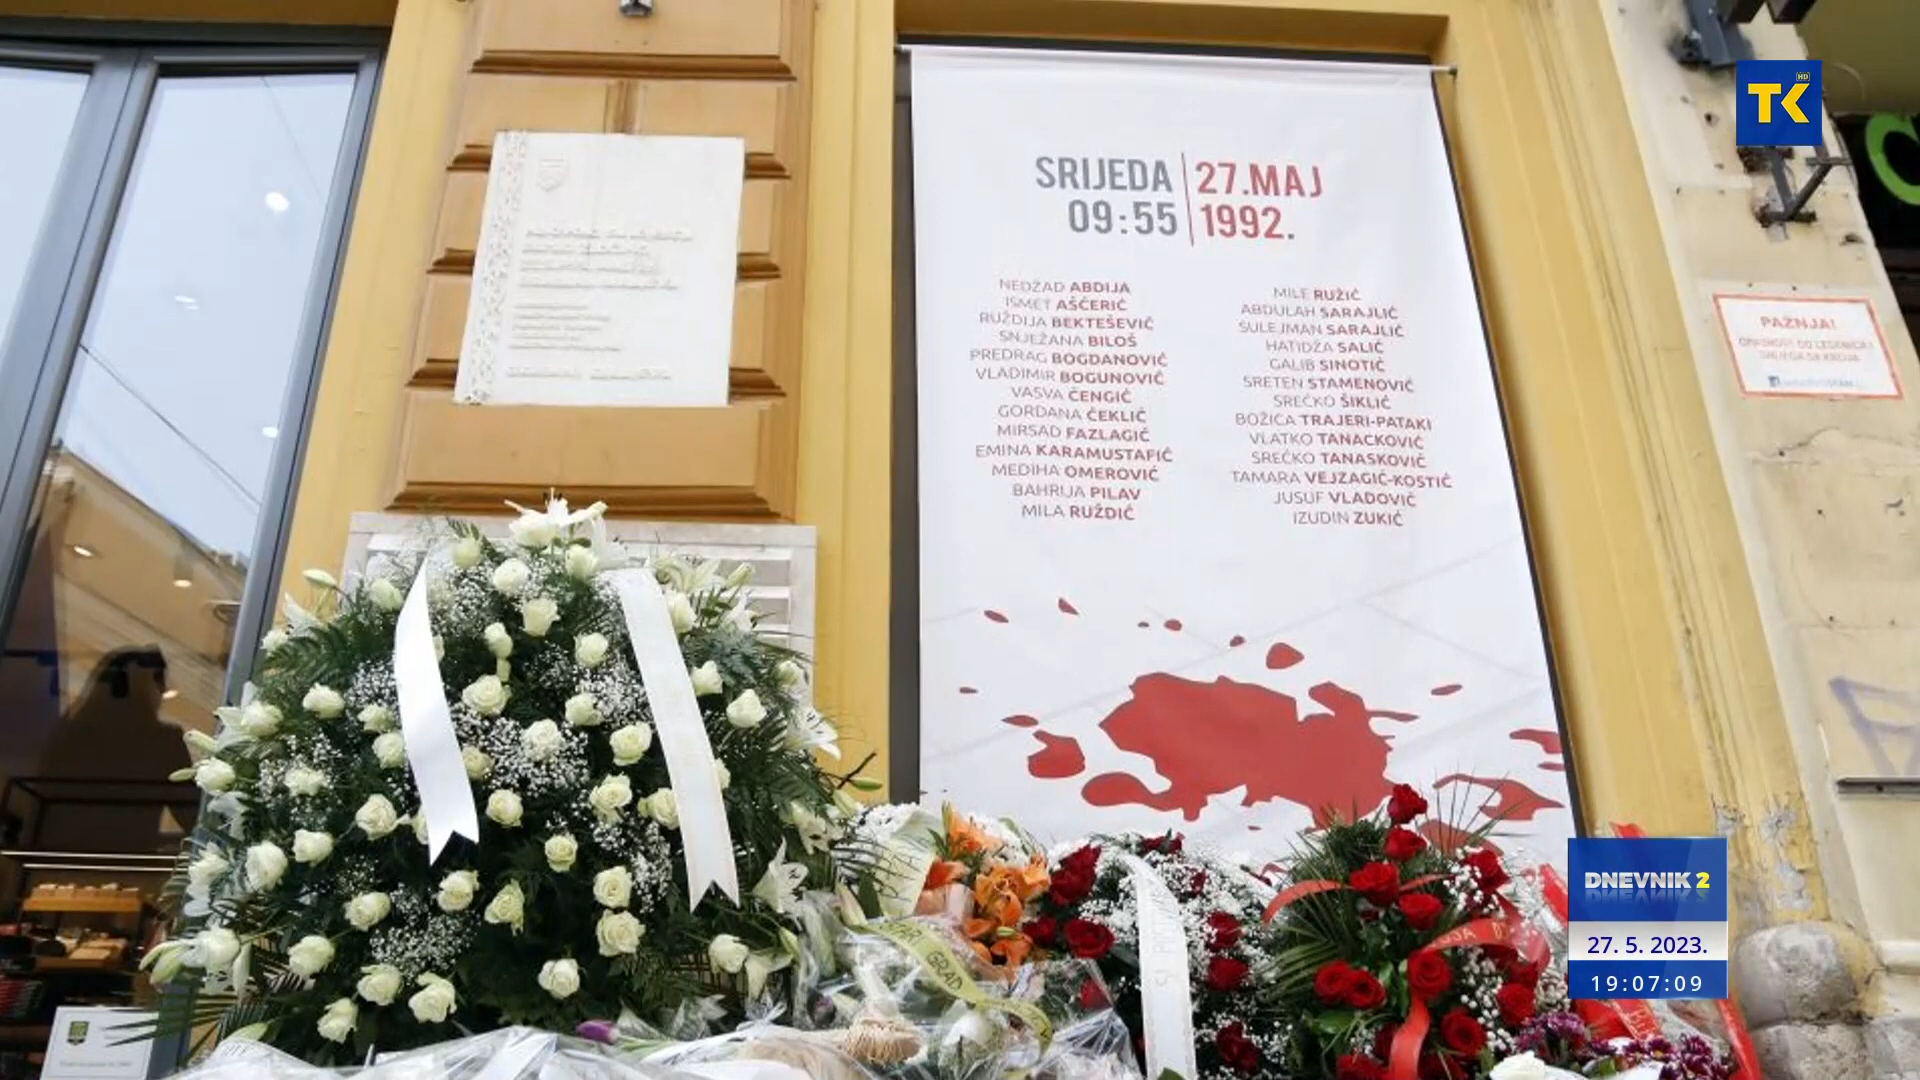 SRIJEDA 27.MAJ
09:55 1992.
NEDŽAD ABDIJA
ISMET AŠĆERIĆ
RUŽDIJA BEKTEŠEVIĆ
SNJEŽANA BILOŠ
PREDRAG BOGDANOVIĆ
VLADIMIR BOGUNOVIĆ
VASVA ČENGIĆ
GORDANA ČEKLIĆ
MIRSAD FAZLAGIĆ
EMINA KARAMUSTAFIĆ
MEDIHA OMEROVIĆ
BAHRIJA PILAV
MILA RUŽDIĆ
MILE RUŽIĆ
ABDULAH SARAJLIĆ
SULEJMAN SARAJLIĆ
HATIDŽA SALIĆ
GALIB SINOTIĆ
SRETEN STAMENOVIĆ
SREĆKO ŠIKLIĆ
BOŽICA TRAJERI-PATAKI
VLATKO TANACKOVIĆ
SREĆKO TANASKOVIĆ
TAMARA VEJZAGIĆ-KOSTIĆ
JUSUF VLADOVIĆ
IZUDIN ZUKIĆ
TK HD
PAŽNJA!
STARI GRAD
DNEVNIK 2
27. 5. 2023.
19:07:09